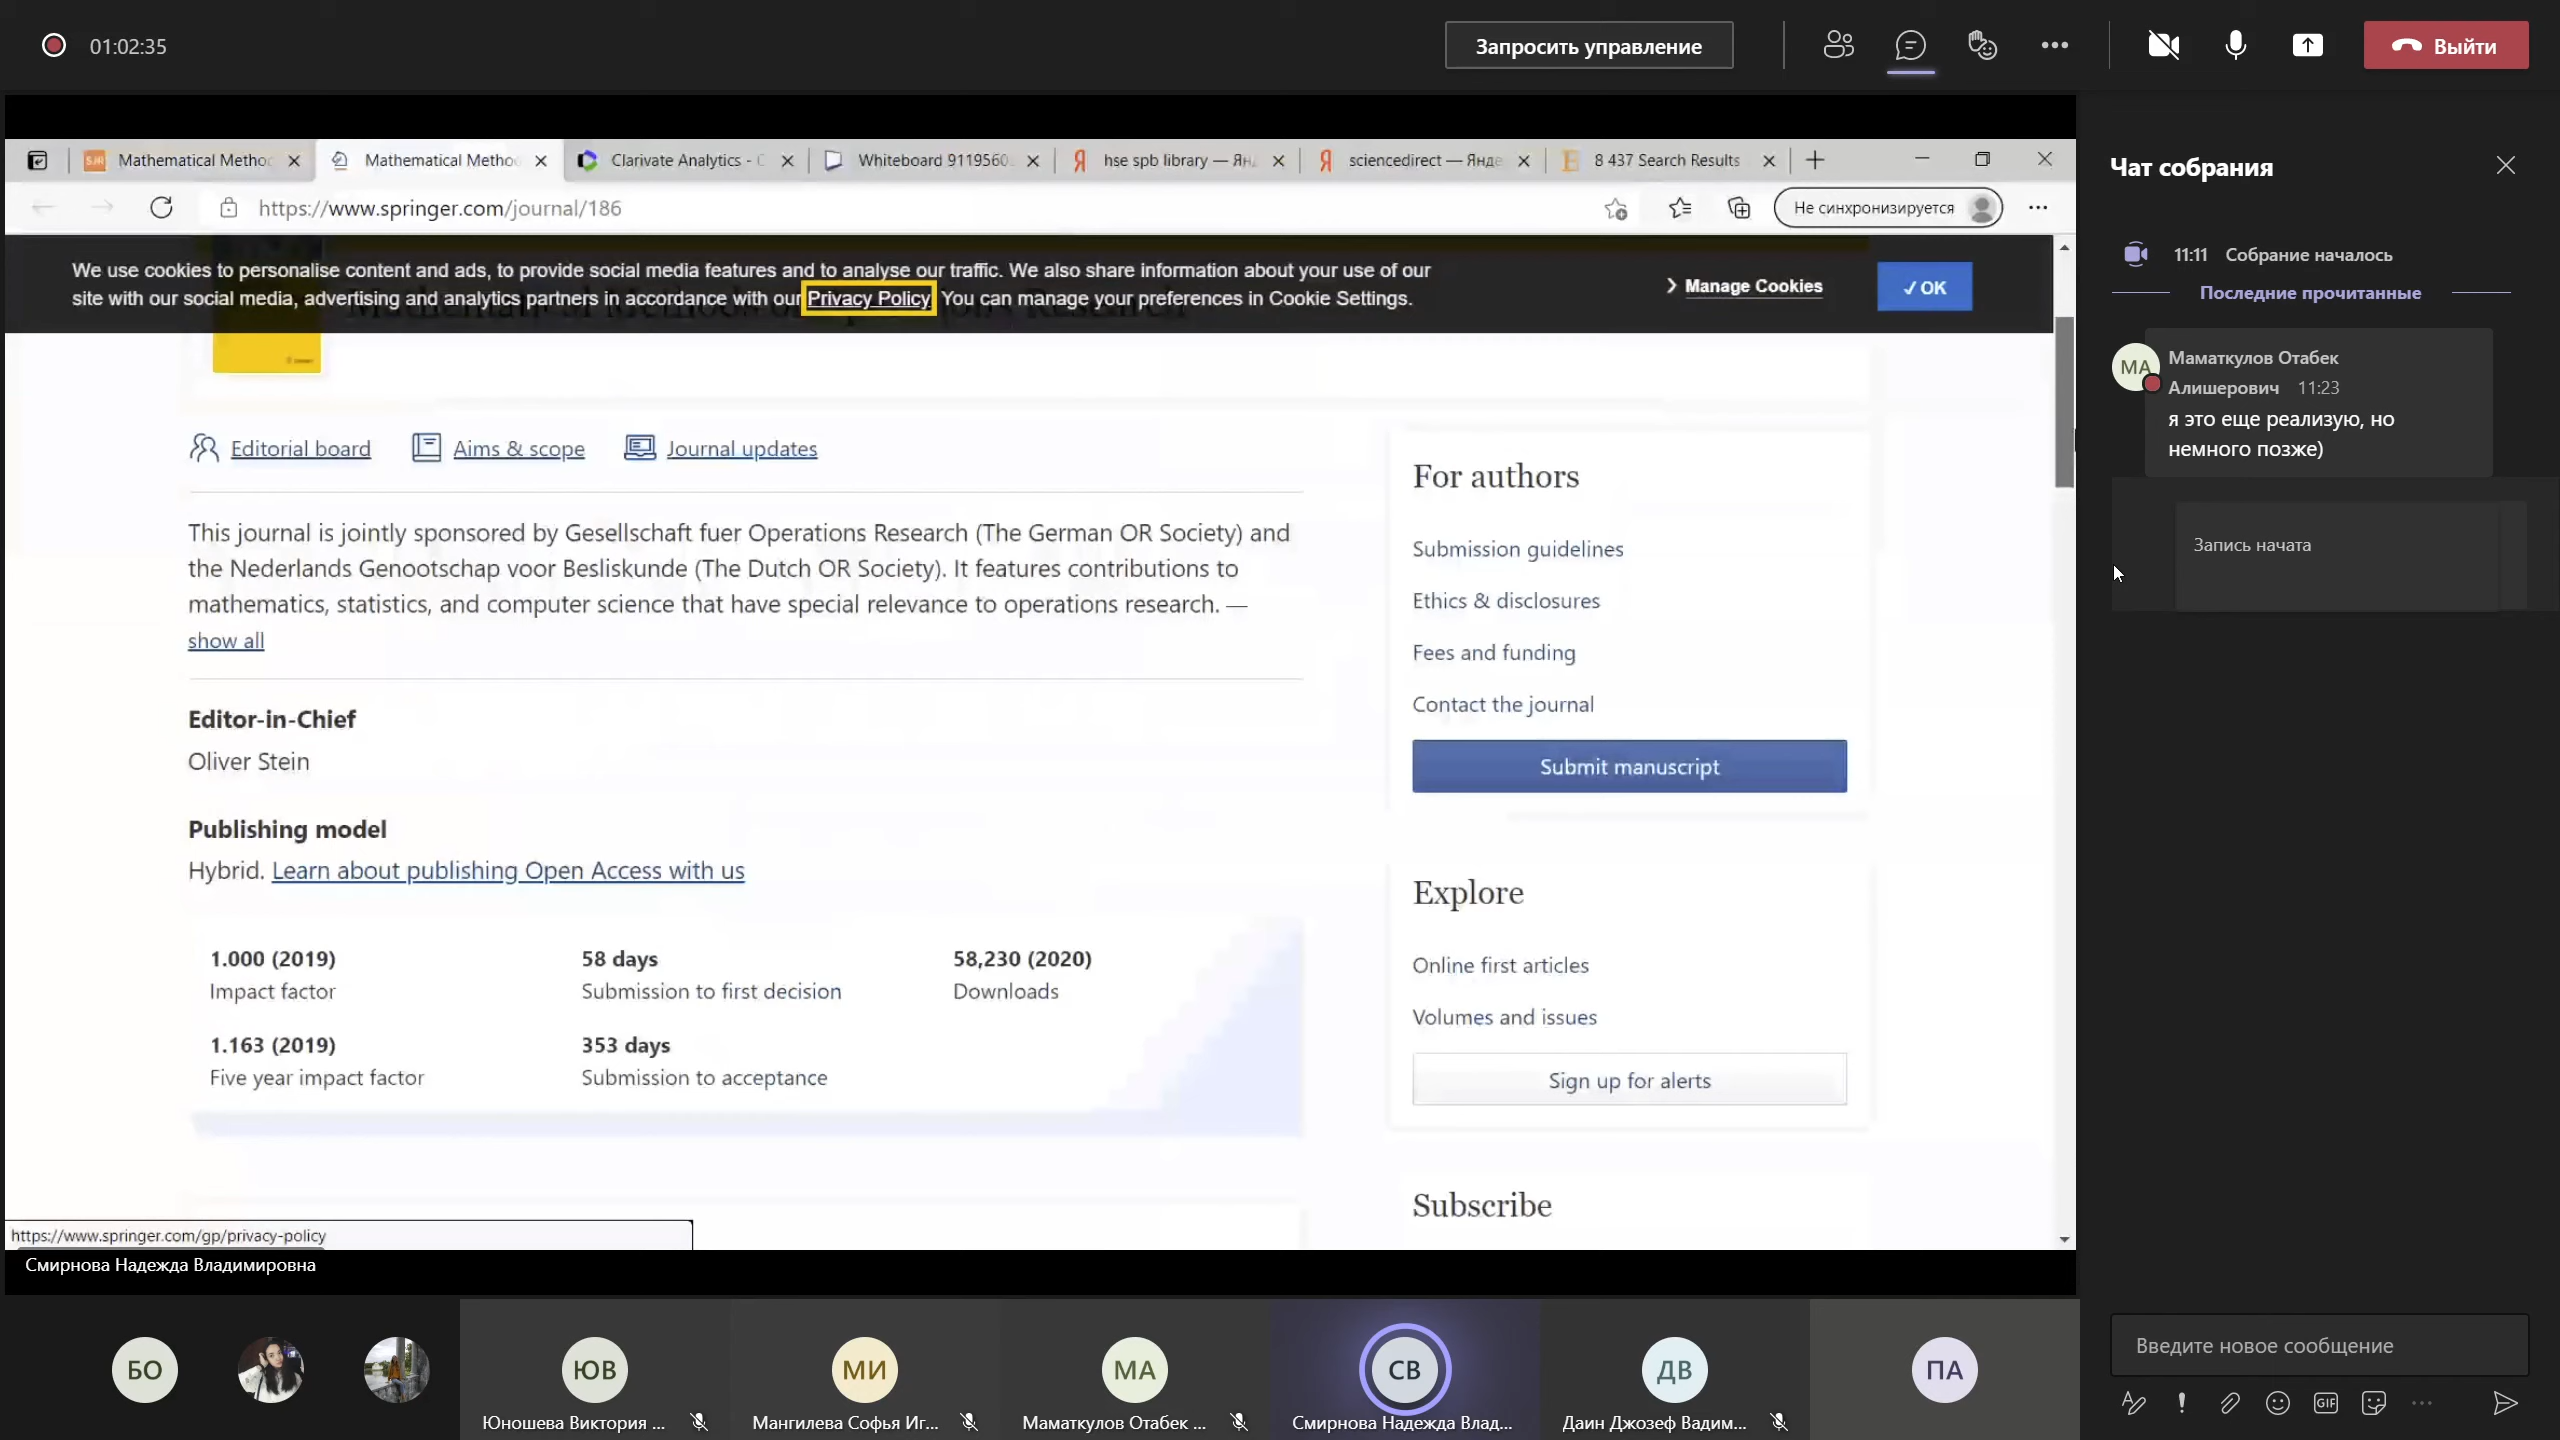 01:02:35
Запросить управление
Выйти
Mathematical Methoc
Mathematical Metho
Clarivate Analytics - C
Whiteboard 9119560
hse spb library — Ян
sciencedirect — Янде
8 437 Search Results
https://www.springer.com/journal/186
Не синхронизируется
We use cookies to personalise content and ads, to provide social media features and to analyse our traffic. We also share information about your use of our
site with our social media, advertising and analytics partners in accordance with our Privacy Policy. You can manage your preferences in Cookie Settings.
Manage Cookies
✓ OK
Editorial board
Aims & scope
Journal updates
This journal is jointly sponsored by Gesellschaft fuer Operations Research (The German OR Society) and
the Nederlands Genootschap voor Besliskunde (The Dutch OR Society). It features contributions to
mathematics, statistics, and computer science that have special relevance to operations research. —
show all
Editor-in-Chief
Oliver Stein
Publishing model
Hybrid. Learn about publishing Open Access with us
1.000 (2019)
Impact factor
58 days
Submission to first decision
58,230 (2020)
Downloads
1.163 (2019)
Five year impact factor
353 days
Submission to acceptance
For authors
Submission guidelines
Ethics & disclosures
Fees and funding
Contact the journal
Submit manuscript
Explore
Online first articles
Volumes and issues
Sign up for alerts
Subscribe
https://www.springer.com/gp/privacy-policy
Смирнова Надежда Владимировна
Чат собрания
11:11 Собрание началось
Последние прочитанные
МА
Маматкулов Отабек
Алишерович 11:23
я это еще реализую, но
немного позже)
Запись начата
Введите новое сообщение
GIF
БО
ЮВ
Юношева Виктория ...
МИ
Мангилева Софья Иг...
МА
Маматкулов Отабек ...
СВ
Смирнова Надежда Влад...
ДВ
Даин Джозеф Вадим...
ПА